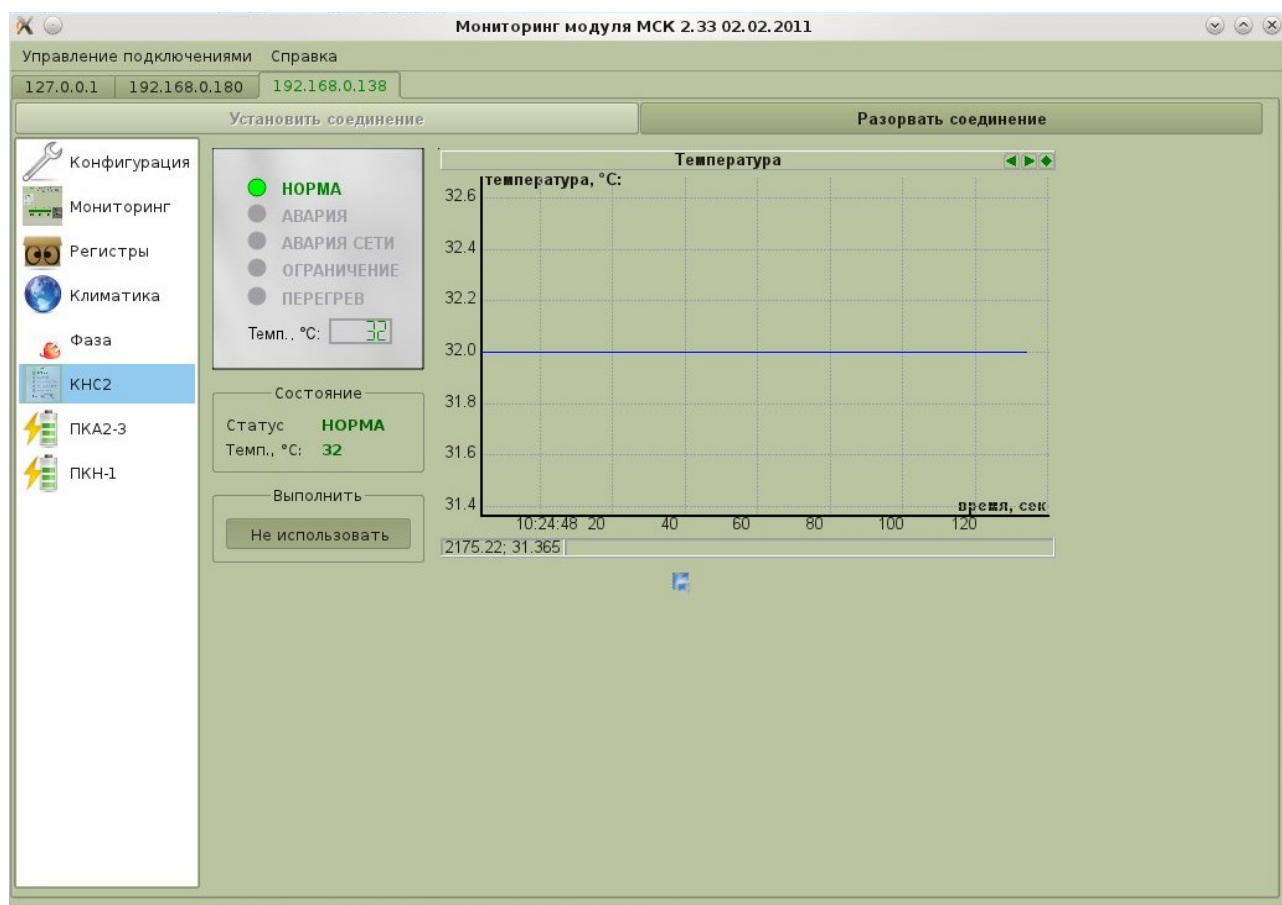 Мониторинг модуля МСК 2.33 02.02.2011
Управление подключениями Справка
127.0.0.1 192.168.0.180 192.168.0.138
Установить соединение Разорвать соединение
Конфигурация
Мониторинг
Регистры
Климатика
Фаза
КНС2
ПКА2-3
ПКН-1
НОРМА
АВАРИЯ
АВАРИЯ СЕТИ
ОГРАНИЧЕНИЕ
ПЕРЕГРЕВ
Темп., °C: 32
Состояние
Статус НОРМА
Темп., °C: 32
Выполнить
Не использовать
Температура
температура, °C:
32.6
32.4
32.2
32.0
31.8
31.6
31.4
время, сек
10:24:48 20 40 60 80 100 120
2175.22; 31.365